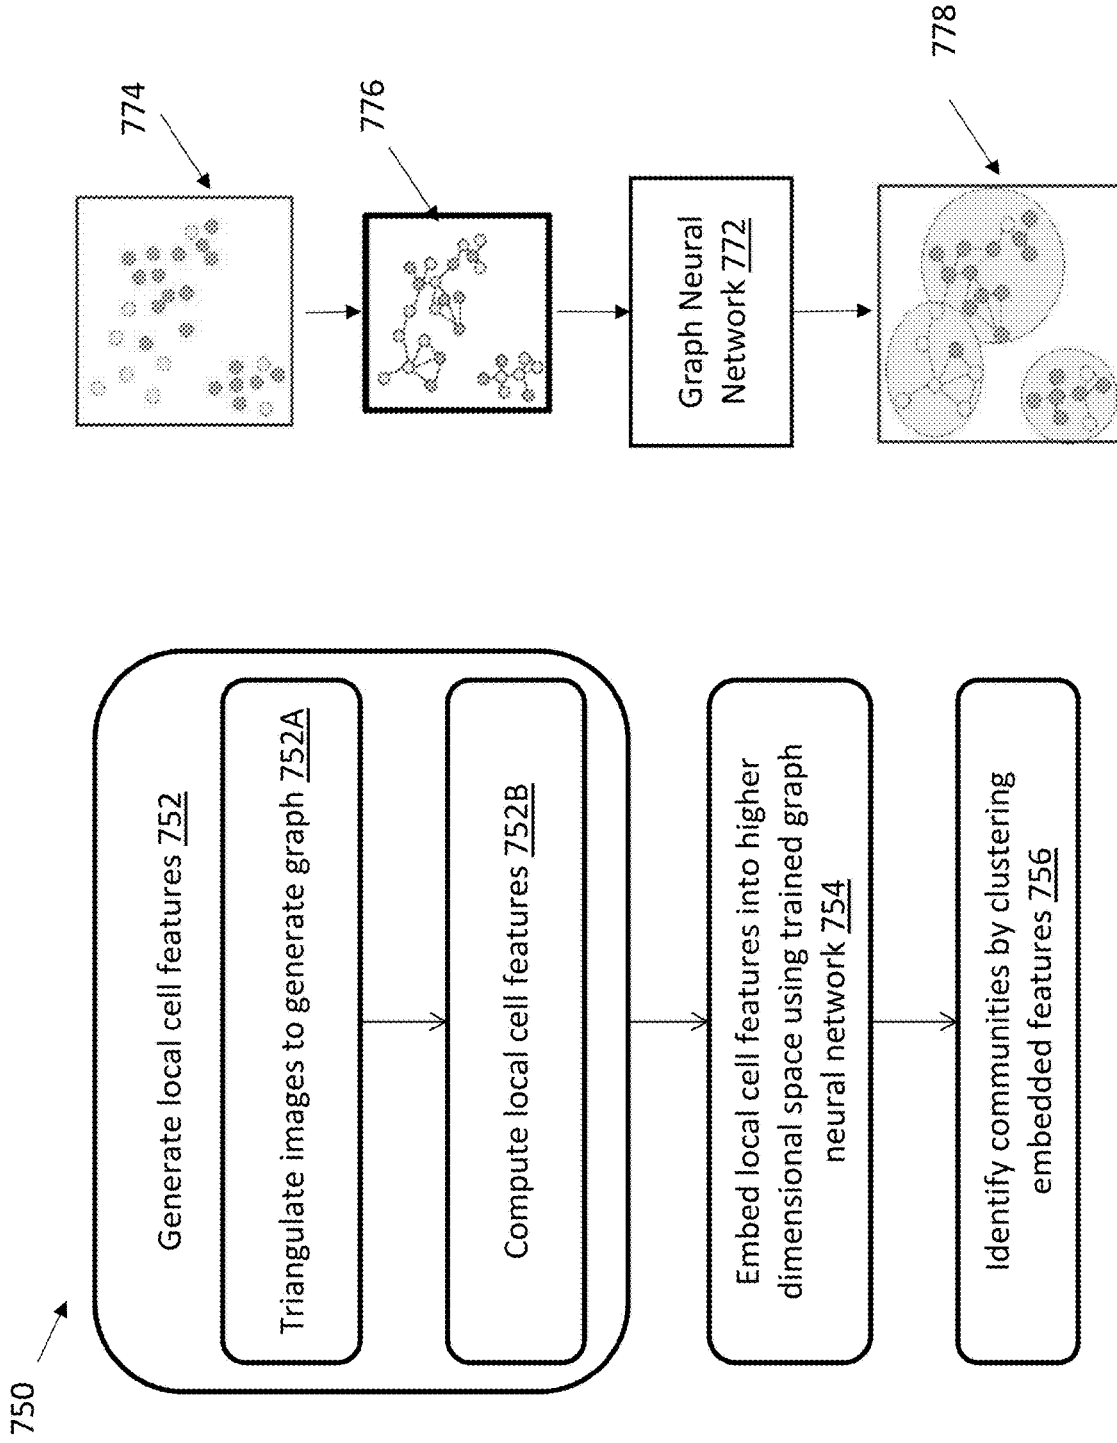 750
Generate local cell features 752
Triangulate images to generate graph 752A
Compute local cell features 752B
Embed local cell features into higher
dimensional space using trained graph
neural network 754
Identify communities by clustering
embedded features 756
774
776
Graph Neural
Network 772
778